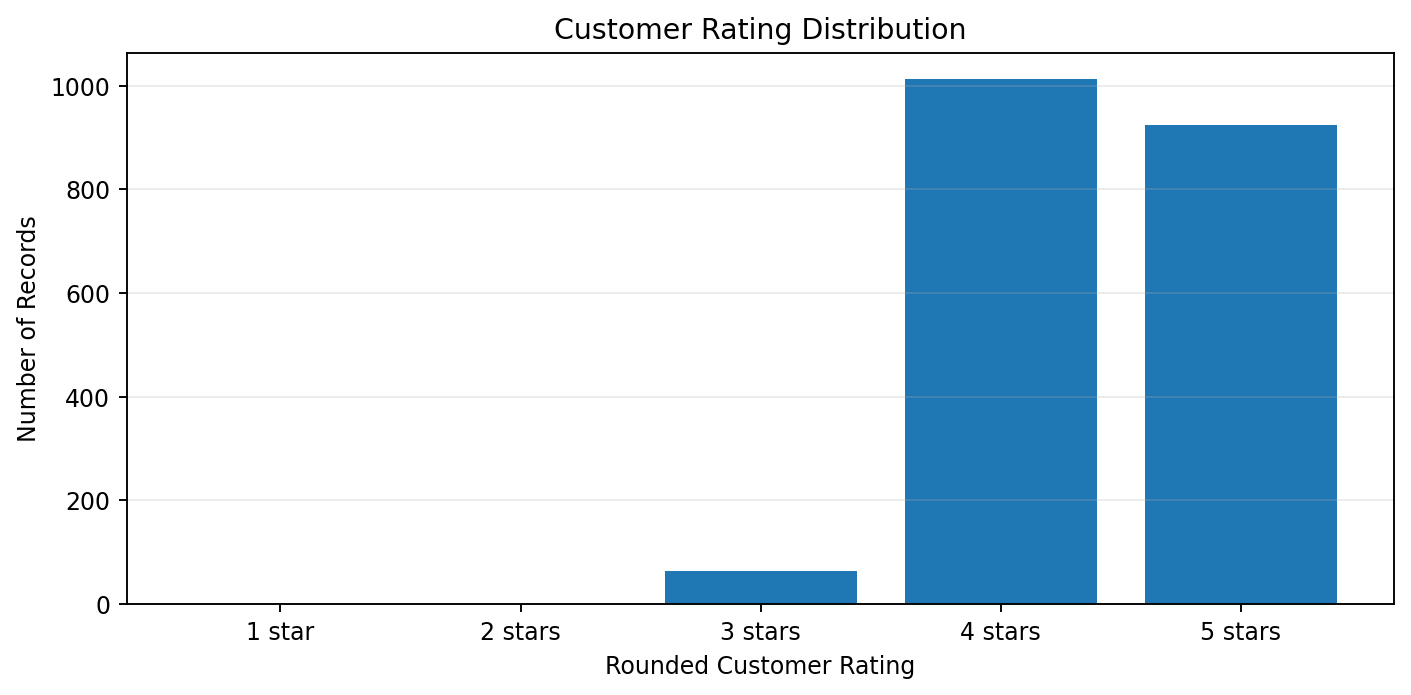 Customer Rating Distribution
Number of Records
1000
800
600
400
200
0
1 star 2 stars 3 stars 4 stars 5 stars
Rounded Customer Rating